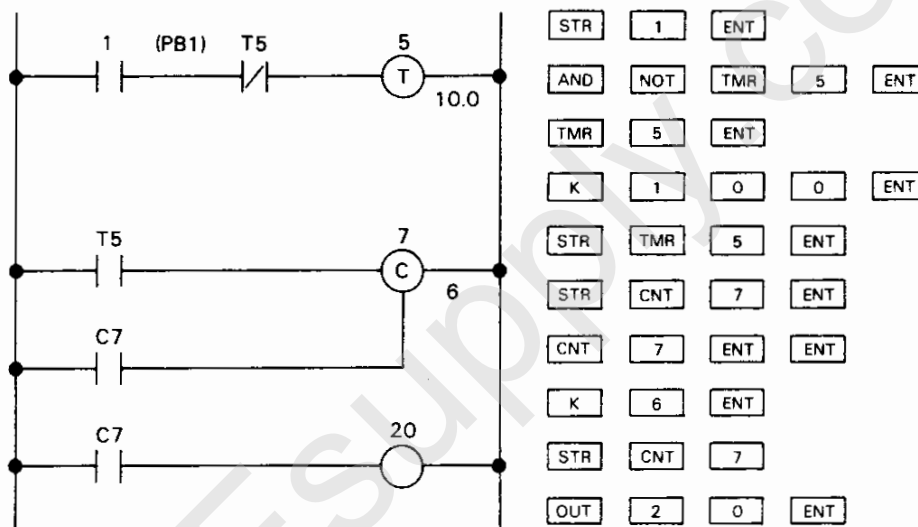 1 (PB1) T5 5
T
10.0
T5 7
C
6
C7
C7 20
STR 1 ENT
AND NOT TMR 5 ENT
TMR 5 ENT
K 1 0 0 ENT
STR TMR 5 ENT
STR CNT 7 ENT
CNT 7 ENT ENT
K 6 ENT
STR CNT 7
OUT 2 0 ENT